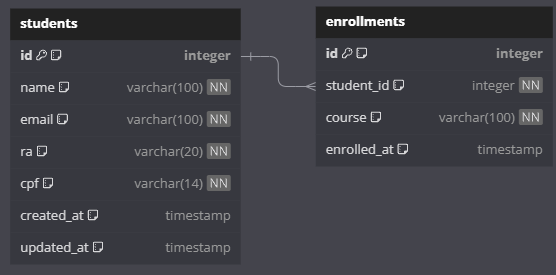 students
id integer
name varchar(100) NN
email varchar(100) NN
ra varchar(20) NN
cpf varchar(14) NN
created_at timestamp
updated_at timestamp
enrollments
id integer
student_id integer NN
course varchar(100) NN
enrolled_at timestamp